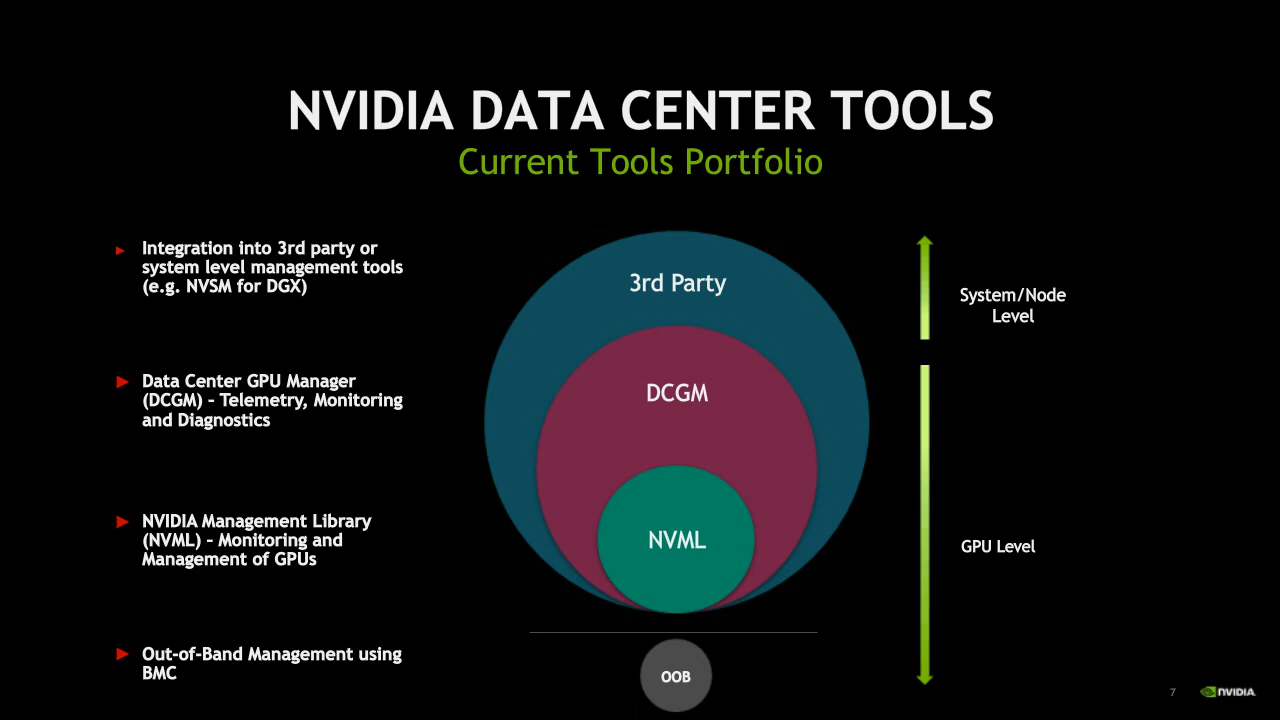 NVIDIA DATA CENTER TOOLS
Current Tools Portfolio
Integration into 3rd party or
system level management tools
(e.g. NVSM for DGX)
Data Center GPU Manager
(DCGM) – Telemetry, Monitoring
and Diagnostics
NVIDIA Management Library
(NVML) – Monitoring and
Management of GPUs
Out-of-Band Management using
BMC
3rd Party
DCGM
NVML
OOB
System/Node
Level
GPU Level
7
NVIDIA.